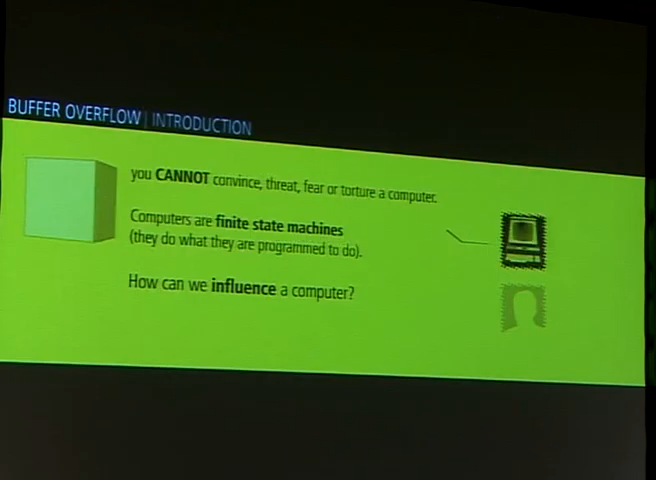 BUFFER OVERFLOW | INTRODUCTION
you CANNOT convince, threat, fear or torture a computer.
Computers are finite state machines
(they do what they are programmed to do).
How can we influence a computer?